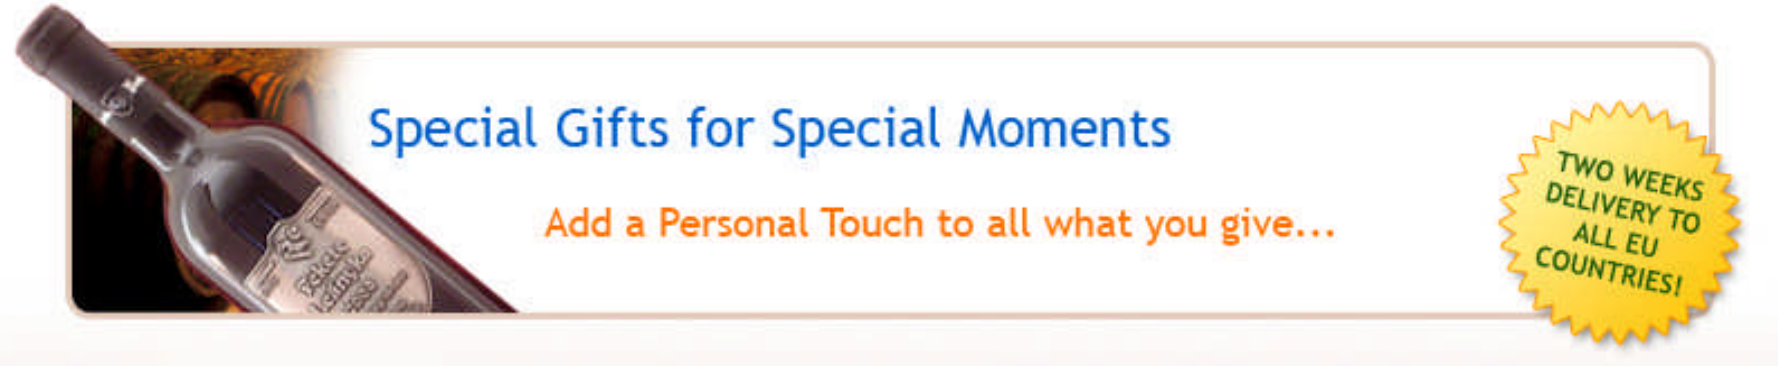 Special Gifts for Special Moments
Add a Personal Touch to all what you give...
TWO WEEKS
DELIVERY TO
ALL EU
COUNTRIES!